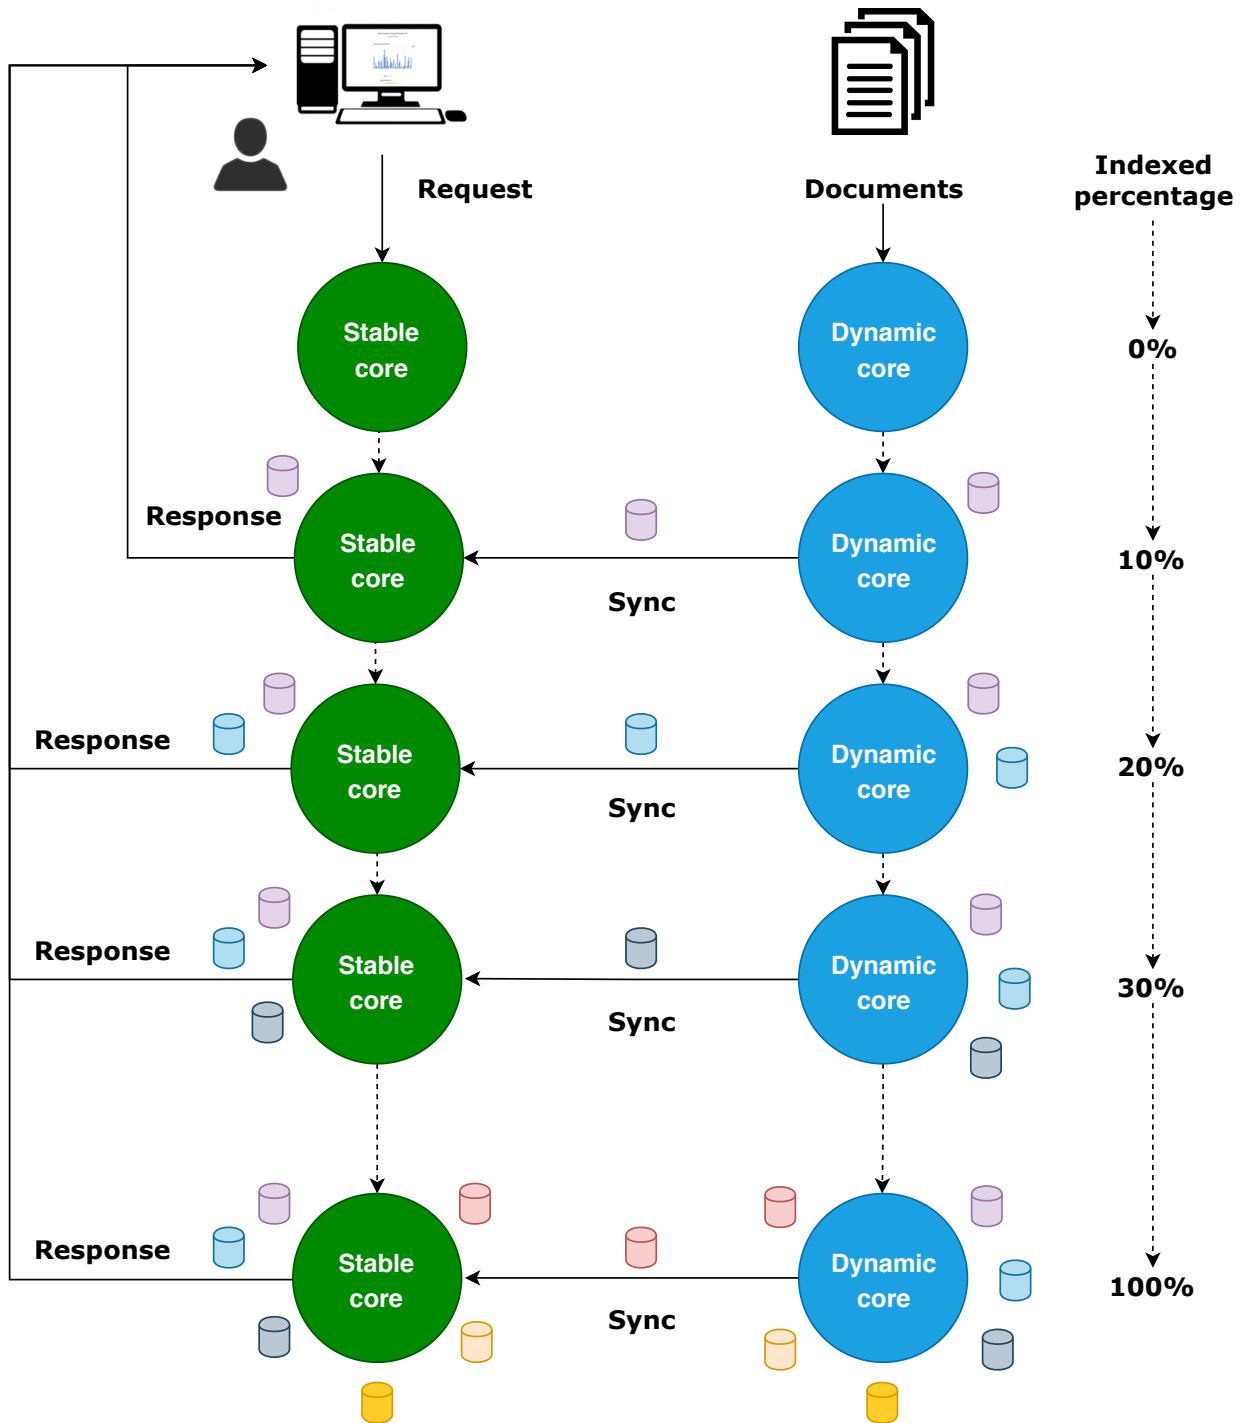 Request
Documents
Indexed
percentage
Stable
core
Dynamic
core
0%
Response
Stable
core
Sync
Dynamic
core
10%
Response
Stable
core
Sync
Dynamic
core
20%
Response
Stable
core
Sync
Dynamic
core
30%
Response
Stable
core
Sync
Dynamic
core
100%